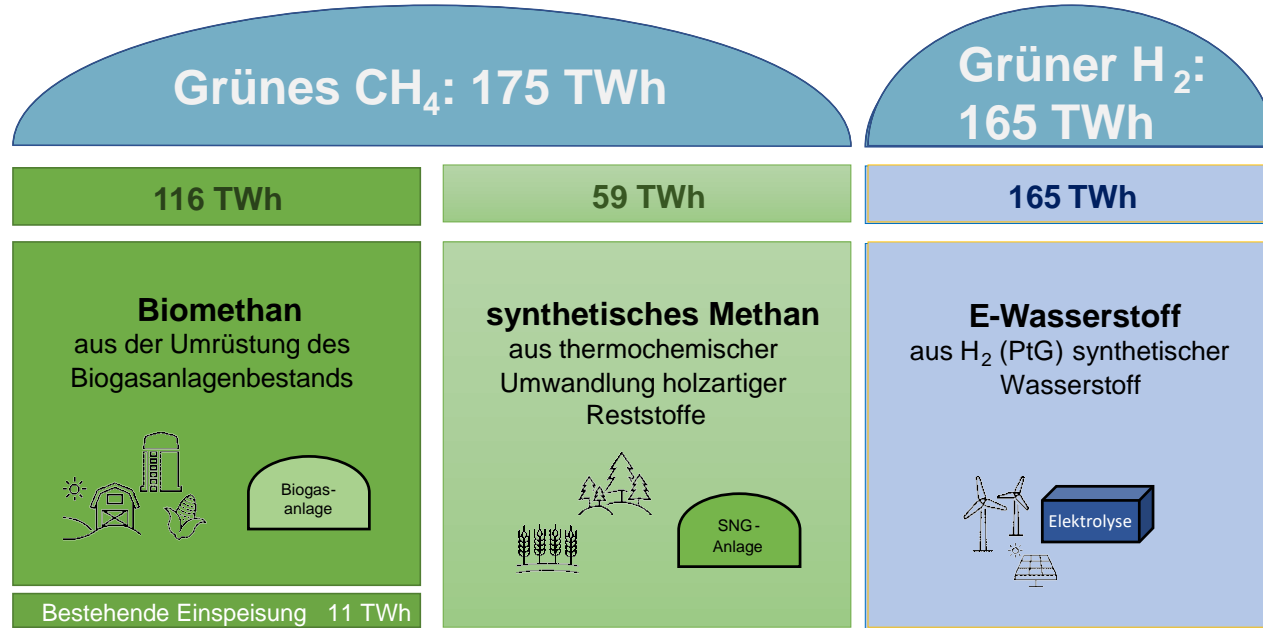 Grünes CH₄: 175 TWh
Grüner H₂:
165 TWh
116 TWh
59 TWh
165 TWh
Biomethan
aus der Umrüstung des
Biogasanlagenbestands
Biogas-
anlage
synthetisches Methan
aus thermochemischer
Umwandlung holzartiger
Reststoffe
SNG-
Anlage
E-Wasserstoff
aus H₂ (PtG) synthetischer
Wasserstoff
Elektrolyse
Bestehende Einspeisung 11 TWh